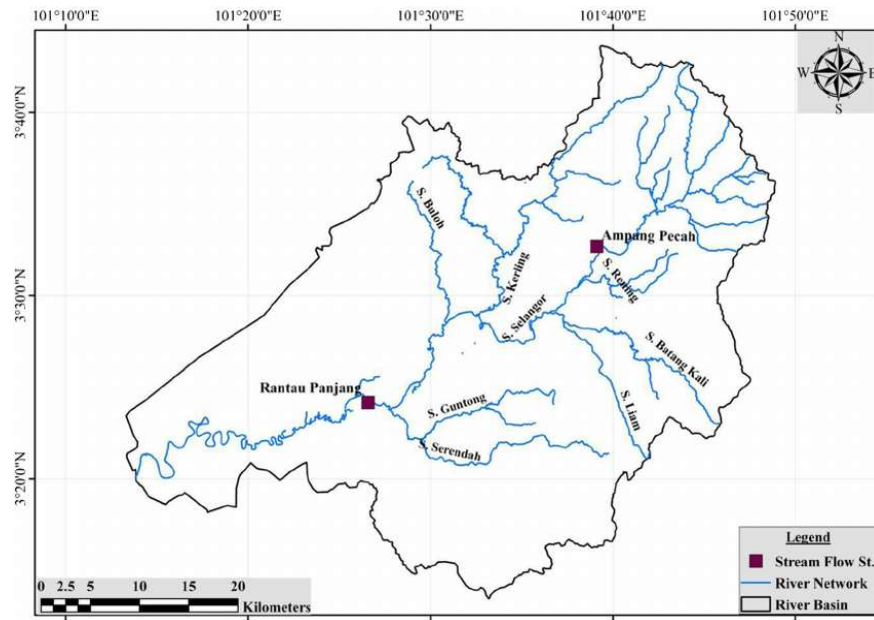 101°10'0"E 101°20'0"E 101°30'0"E 101°40'0"E 101°50'0"E
N
W E
S
3°40'0"N
S. Buloh
Ampang Pecah
S. Kerling
S. Rening
3°30'0"N
S. Selangor
S. Batang Kali
Rantau Panjang
S. Guntong
S. Liam
S. Serendah
3°20'0"N
Legend
Stream Flow St.
River Network
River Basin
0 2.5 5 10 15 20
Kilometers